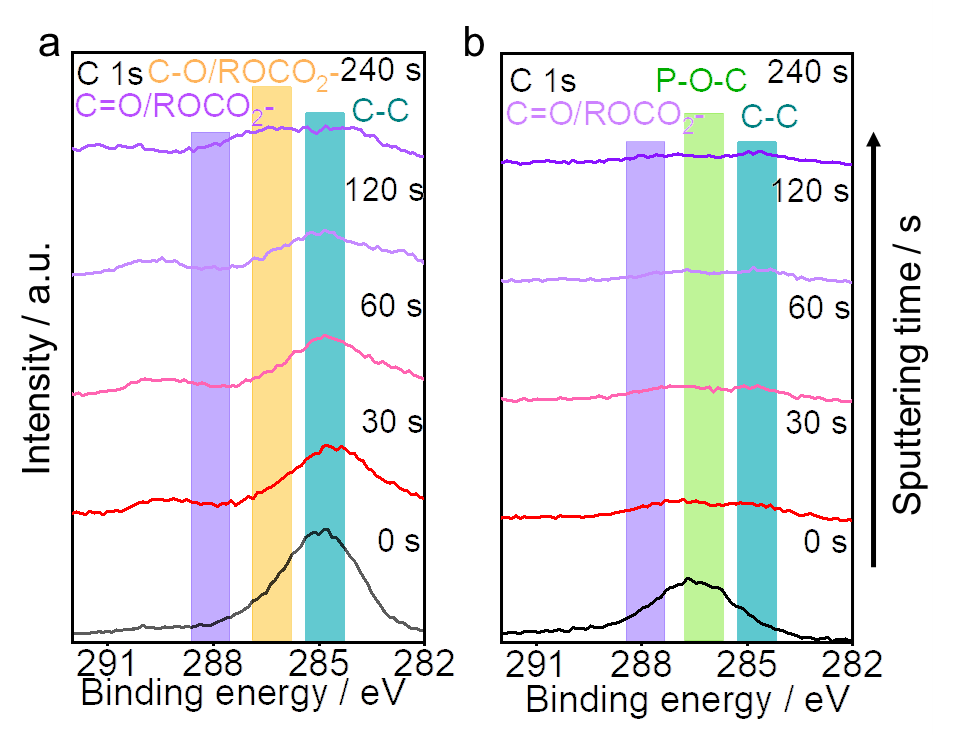 a
C 1s C-O/ROCO₂- 240 s
C=O/ROCO₂- C-C
120 s
60 s
30 s
0 s
291 288 285 282
Binding energy / eV
Intensity / a.u.
b
C 1s P-O-C 240 s
C=O/ROCO₂- C-C
120 s
60 s
30 s
0 s
291 288 285 282
Binding energy / eV
Sputtering time / s